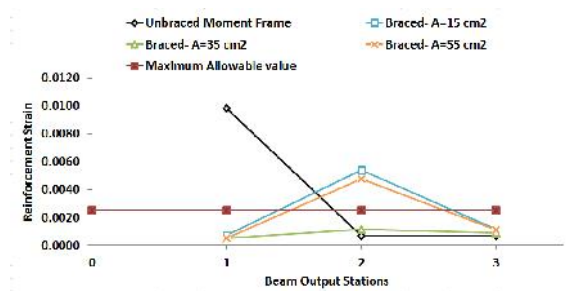 Unbraced Moment Frame
Braced- A=15 cm2
Braced- A=35 cm2
Braced- A=55 cm2
Maximum Allowable value
0.0120
0.0100
0.0080
0.0060
0.0040
0.0020
0.0000
Reinforcement Strain
0 1 2 3
Beam Output Stations